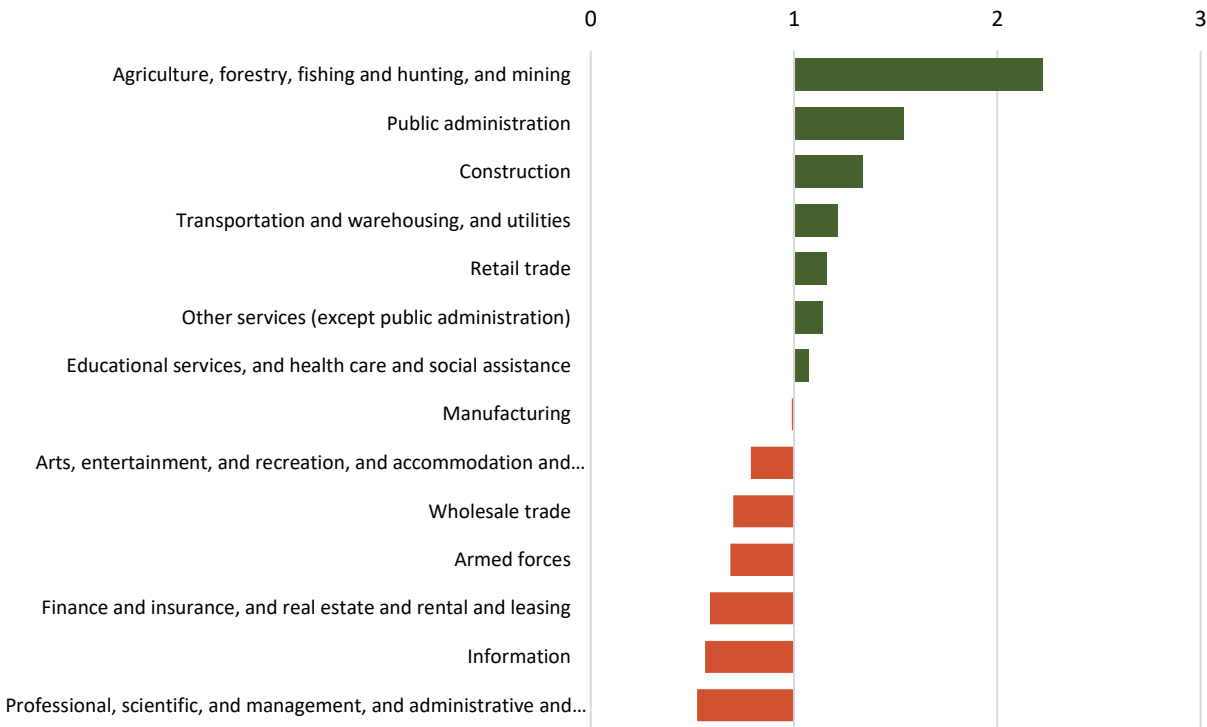 0 1 2 3
Agriculture, forestry, fishing and hunting, and mining
Public administration
Construction
Transportation and warehousing, and utilities
Retail trade
Other services (except public administration)
Educational services, and health care and social assistance
Manufacturing
Arts, entertainment, and recreation, and accommodation and...
Wholesale trade
Armed forces
Finance and insurance, and real estate and rental and leasing
Information
Professional, scientific, and management, and administrative and...